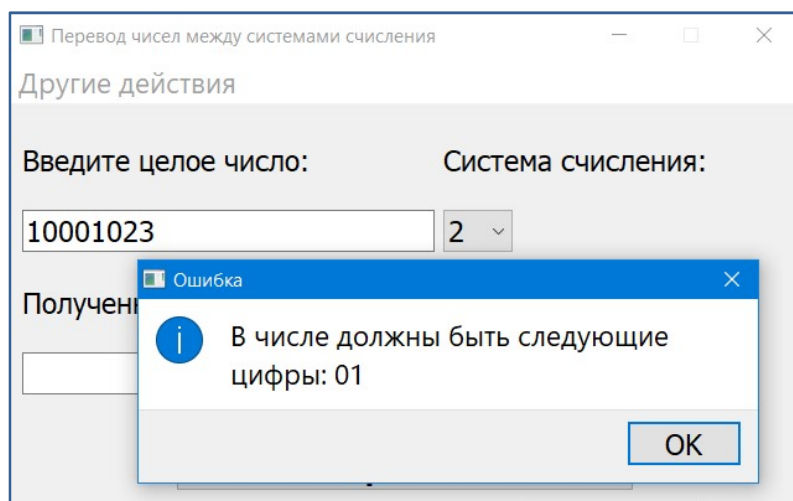 Перевод чисел между системами счисления
Другие действия
Введите целое число: Система счисления:
10001023 2
Ошибка
В числе должны быть следующие
цифры: 01
OK